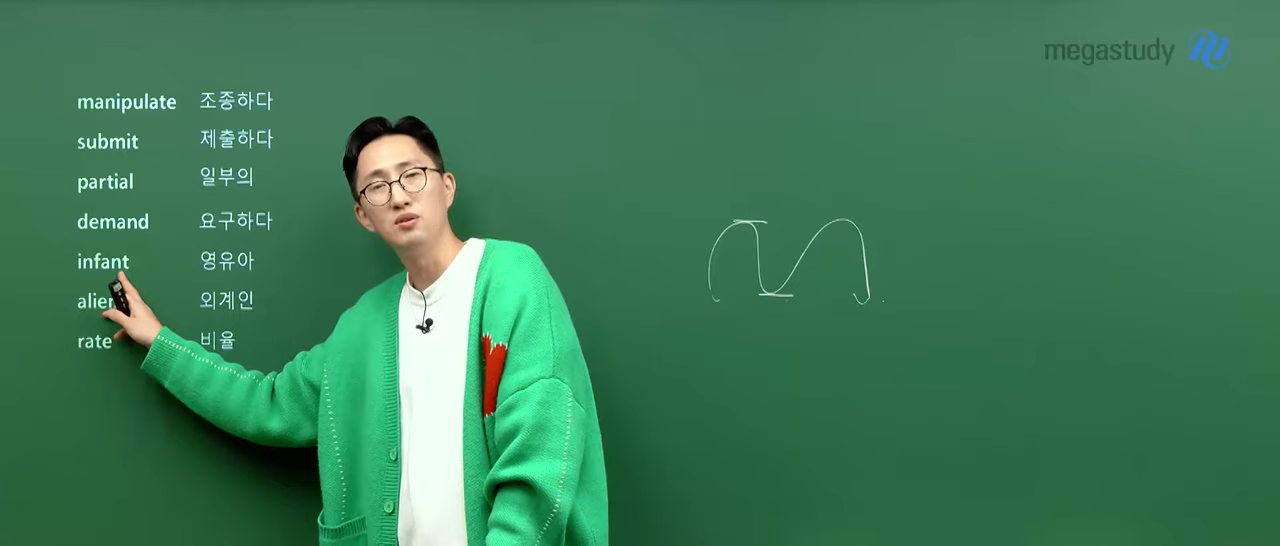 megastudy
manipulate 조종하다
submit 제출하다
partial 일부의
demand 요구하다
infant 영유아
alien 외계인
rate 비율